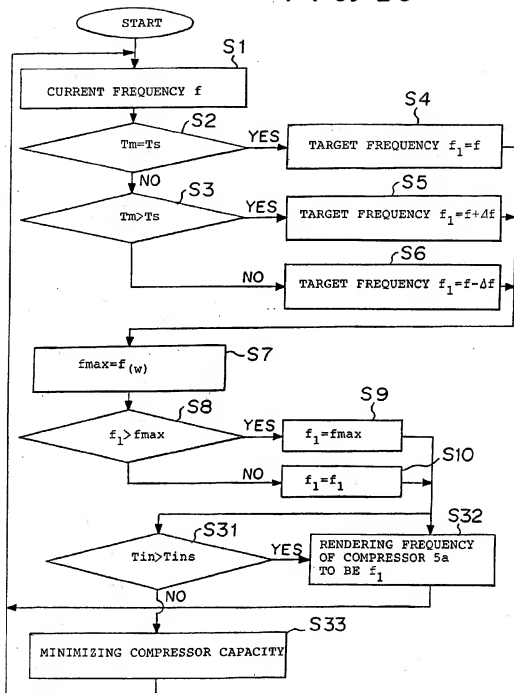 START
S1
CURRENT FREQUENCY f
S2
Tm=Ts
YES
S4
TARGET FREQUENCY f₁=f
NO
S3
Tm>Ts
YES
S5
TARGET FREQUENCY f₁=f+Δf
NO
S6
TARGET FREQUENCY f₁=f-Δf
S7
fmax=f(w)
S8
f₁>fmax
YES
S9
f₁=fmax
NO
S10
f₁=f₁
S31
Tin>Tins
YES
S32
RENDERING FREQUENCY
OF COMPRESSOR 5a
TO BE f₁
NO
S33
MINIMIZING COMPRESSOR CAPACITY